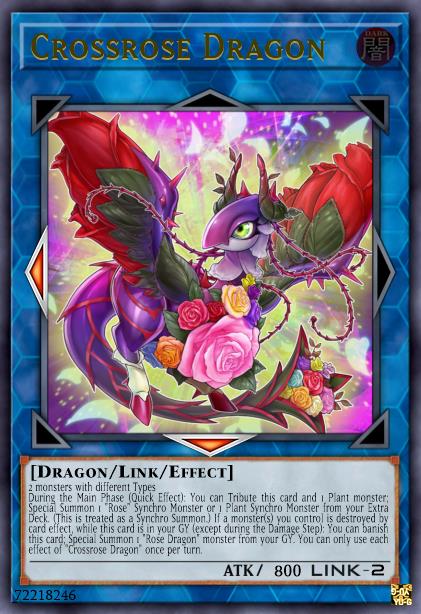 CROSSROSE DRAGON
DARK
闇
[DRAGON/LINK/EFFECT]
2 monsters with different Types
During the Main Phase (Quick Effect): You can Tribute this card and 1 Plant monster;
Special Summon 1 "Rose" Synchro Monster or 1 Plant Synchro Monster from your Extra
Deck. (This is treated as a Synchro Summon.) If a monster(s) you control is destroyed by
card effect, while this card is in your GY (except during the Damage Step): You can banish
this card; Special Summon 1 "Rose Dragon" monster from your GY. You can only use each
effect of "Crossrose Dragon" once per turn.
ATK/ 800 LINK-2
72218246